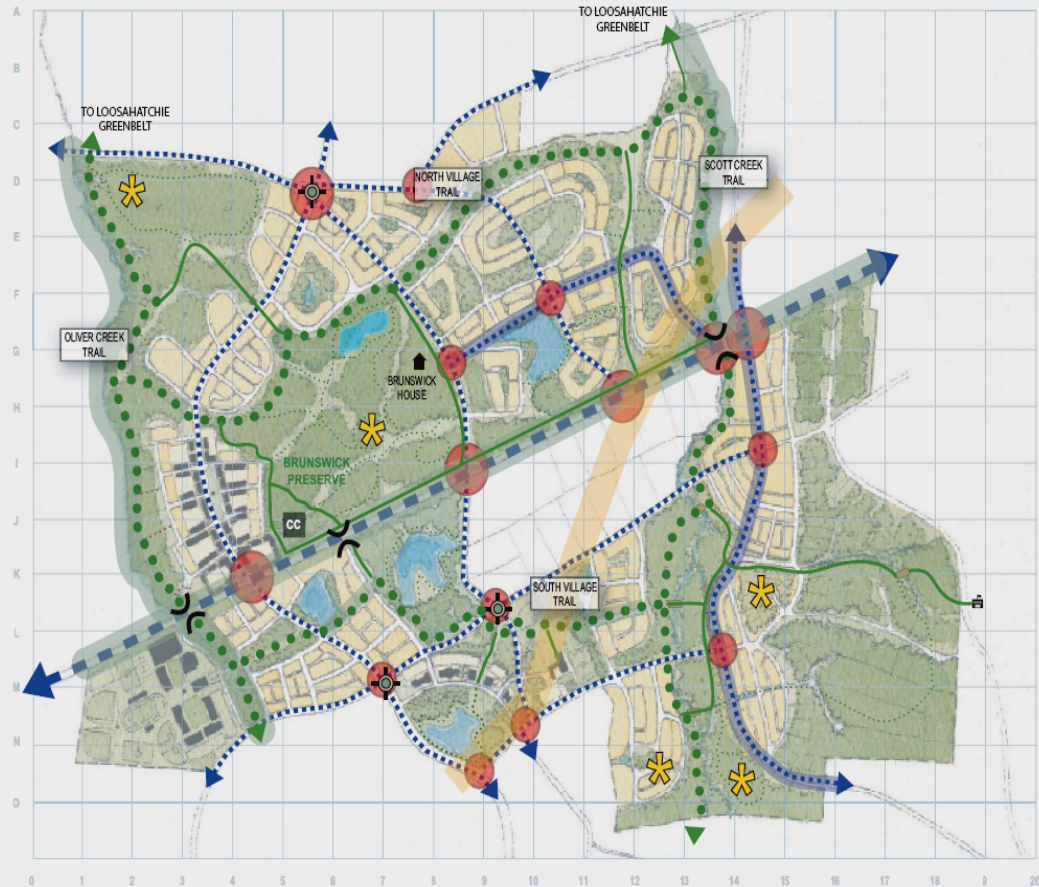 A
TO LOOSAHATCHIE
GREENBELT
B
C
TO LOOSAHATCHIE
GREENBELT
D
NORTH VILLAGE
TRAIL
SCOTT CREEK
TRAIL
E
F
OLIVER CREEK
TRAIL
G
BRUNSWICK
HOUSE
H
I
BRUNSWICK
PRESERVE
J
CC
K
SOUTH VILLAGE
TRAIL
L
M
N
O
0 1 2 3 4 5 6 7 8 9 10 11 12 13 14 15 16 17 18 19 20